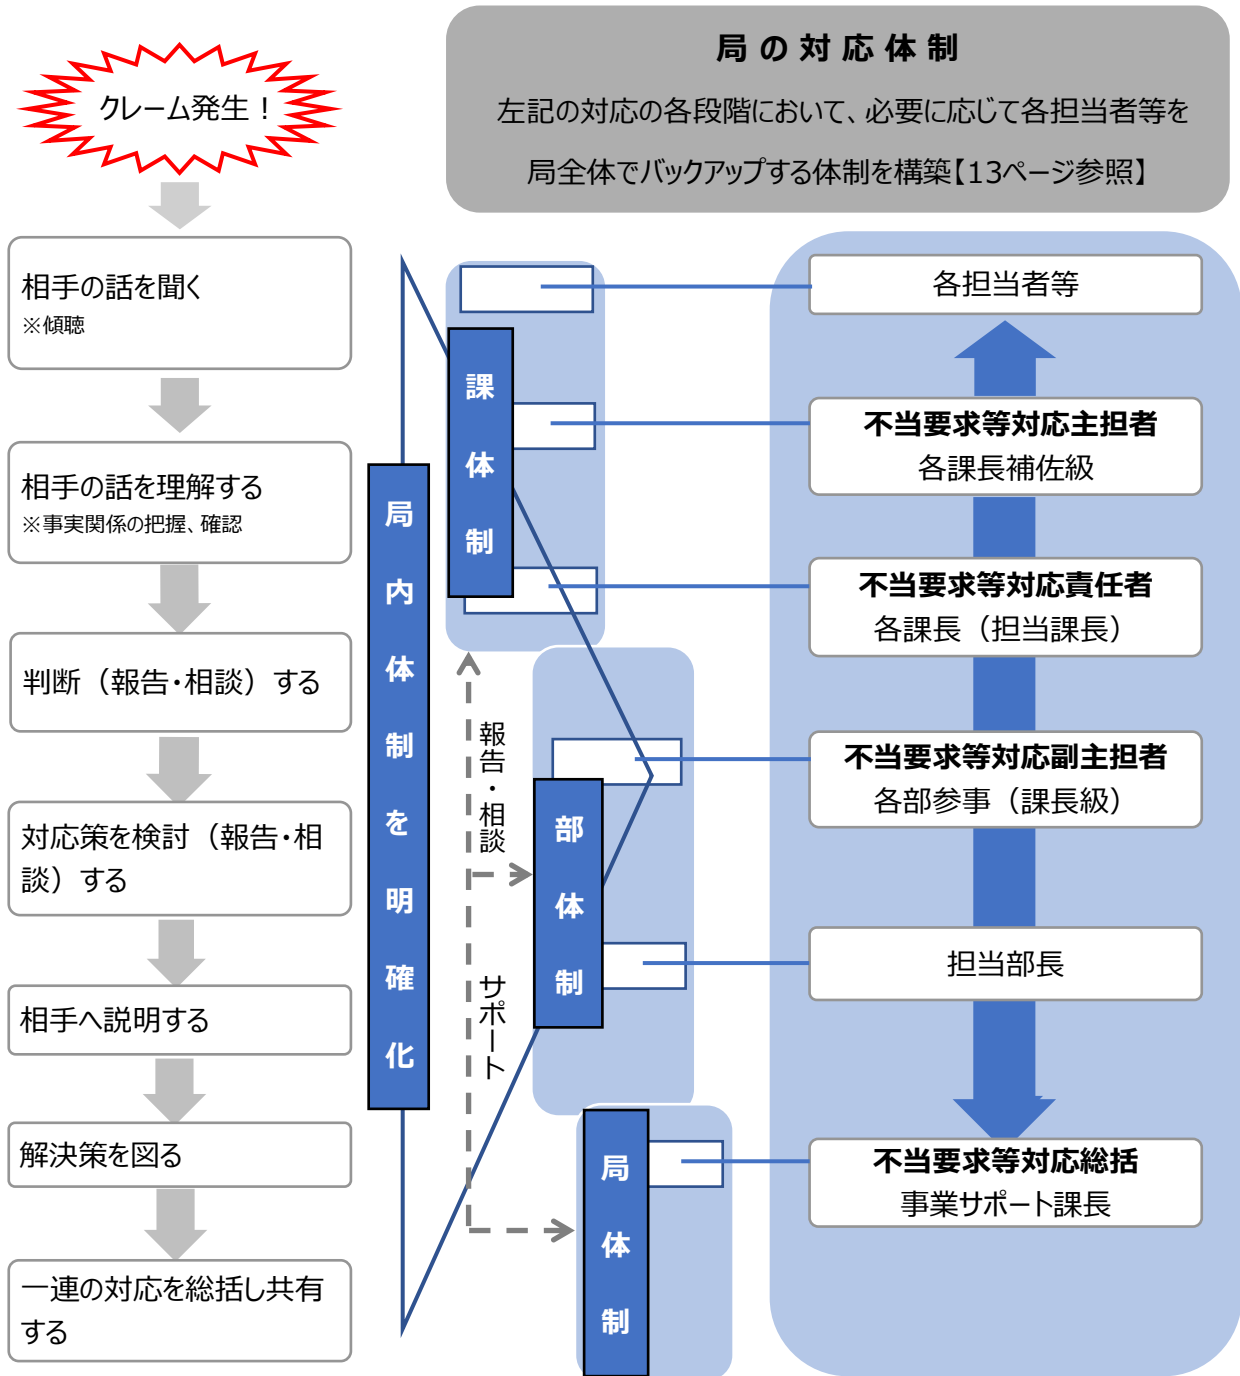 クレーム発生！
局の対応体制
左記の対応の各段階において、必要に応じて各担当者等を
局全体でバックアップする体制を構築【13ページ参照】
相手の話を聞く
※傾聴
相手の話を理解する
※事実関係の把握、確認
判断（報告・相談）する
対応策を検討（報告・相
談）する
相手へ説明する
解決策を図る
一連の対応を総括し共有
する
局内体制を明確化
課体制
報告・相談
サポート
部体制
局体制
各担当者等
不当要求等対応主担者
各課長補佐級
不当要求等対応責任者
各課長（担当課長）
不当要求等対応副主担者
各部参事（課長級）
担当部長
不当要求等対応総括
事業サポート課長